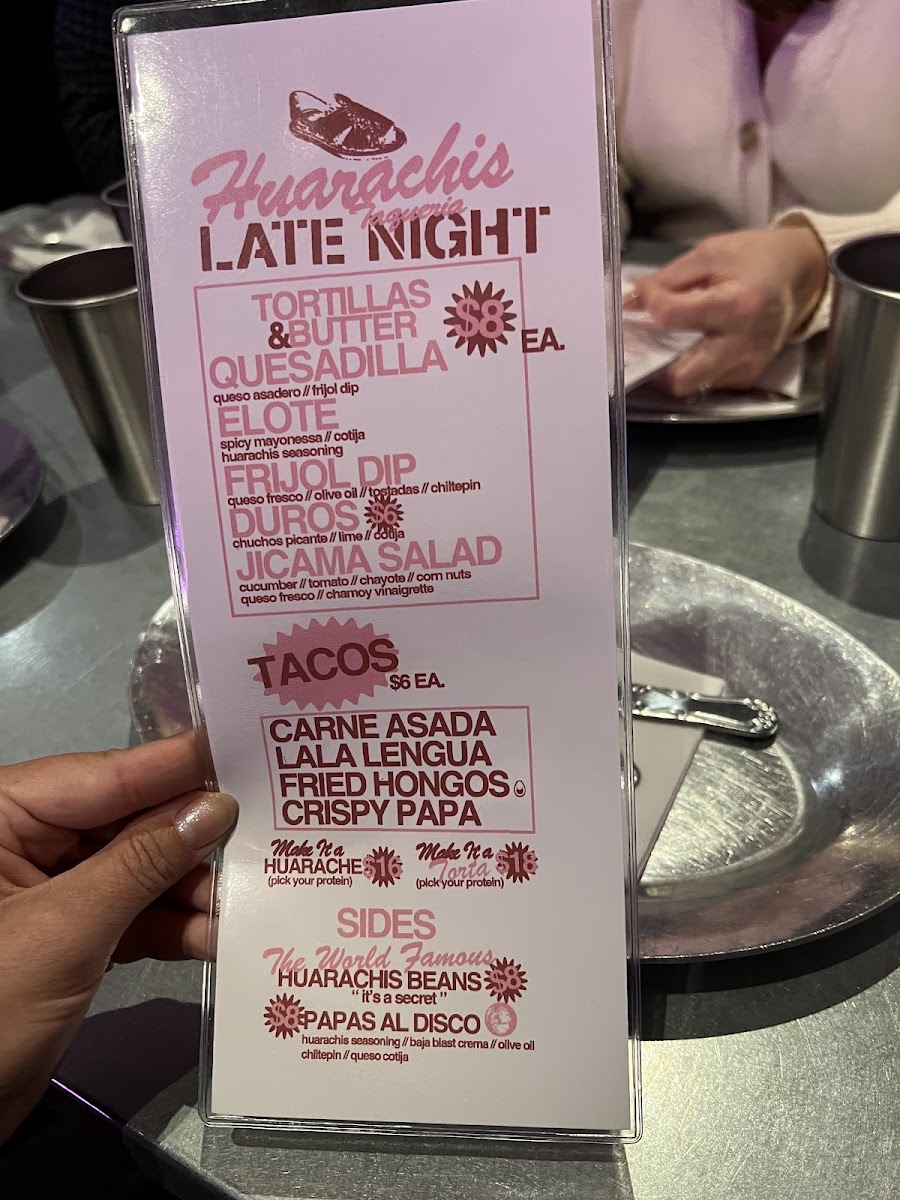 Huarachis
Taqueria
LATE NIGHT
TORTILLAS
&BUTTER
$8 EA.
QUESADILLA
queso asadero // frijol dip
ELOTE
spicy mayonessa // cotija
huarachis seasoning
FRIJOL DIP
queso fresco // olive oil // tostadas // chiltepin
DUROS $6
chuchos picante // lime // cotija
JICAMA SALAD
cucumber // tomato // chayote // corn nuts
queso fresco // chamoy vinaigrette
TACOS
$6 EA.
CARNE ASADA
LALA LENGUA
FRIED HONGOS
CRISPY PAPA
Make It a
HUARACHE $16
(pick your protein)
Make It a
Torta
(pick your protein)
SIDES
The World Famous
HUARACHIS BEANS $8
" it's a secret "
$8 PAPAS AL DISCO
huarachis seasoning // baja blast crema // olive oil
chiltepin // queso cotija